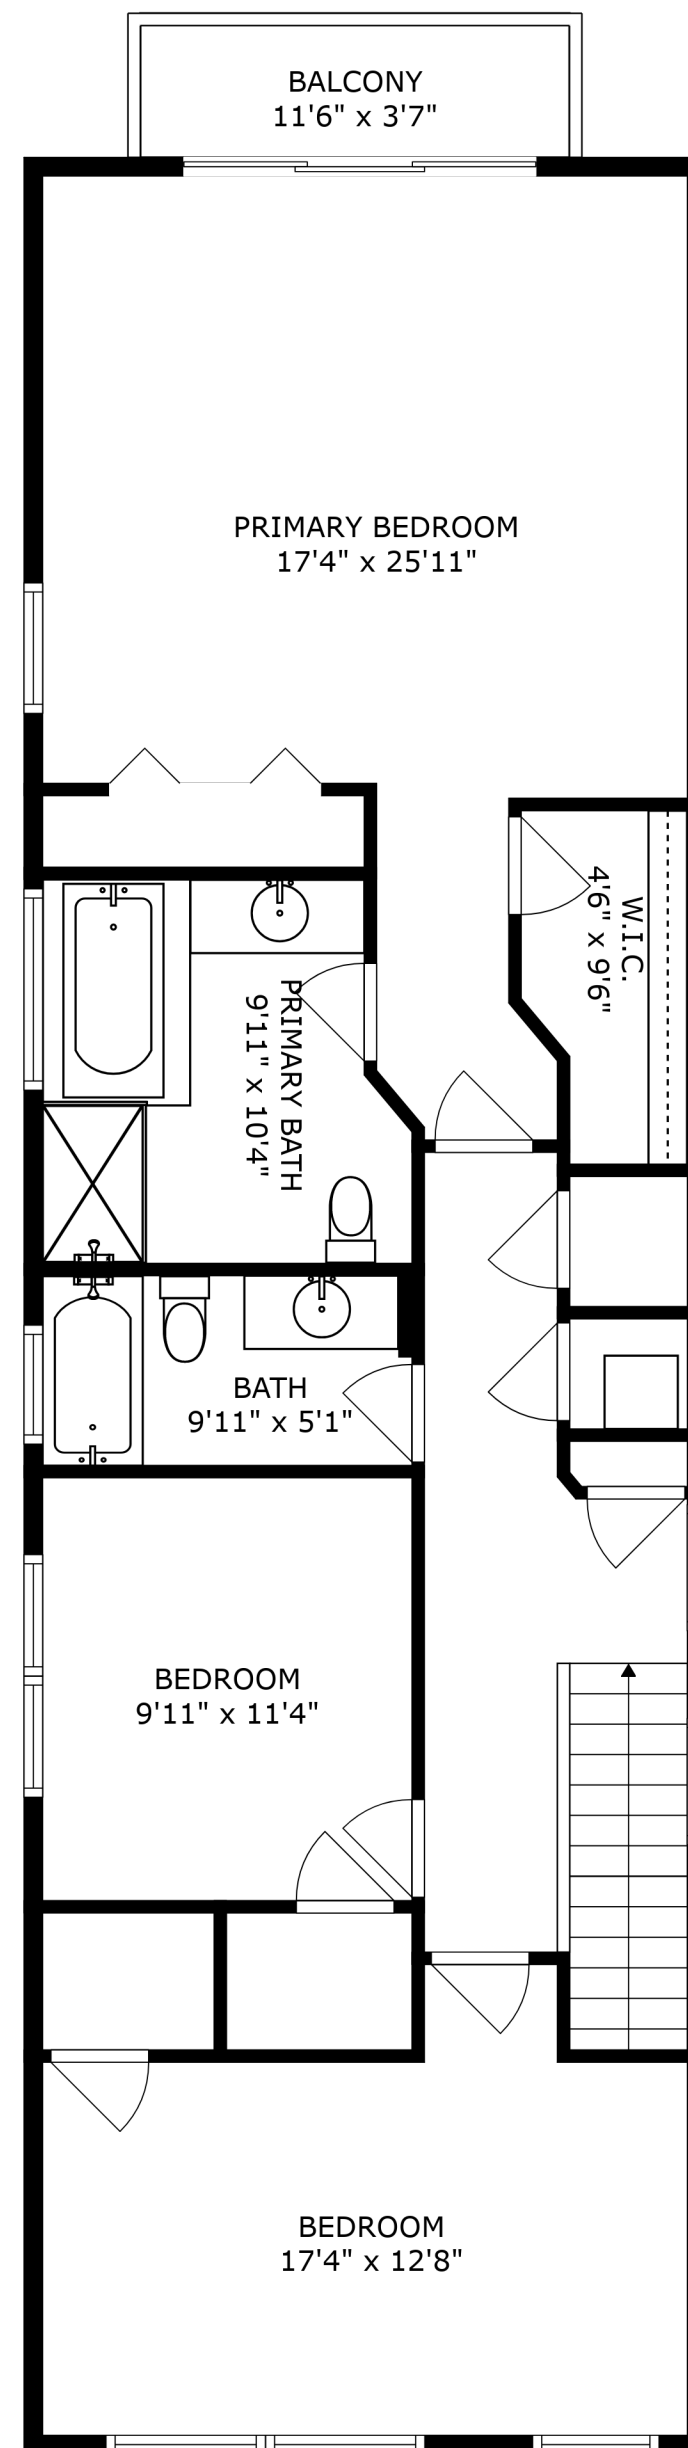 BALCONY
11'6" x 3'7"
PRIMARY BEDROOM
17'4" x 25'11"
W.I.C.
4'6" x 9'6"
PRIMARY BATH
9'11" x 10'4"
BATH
9'11" x 5'1"
BEDROOM
9'11" x 11'4"
BEDROOM
17'4" x 12'8"